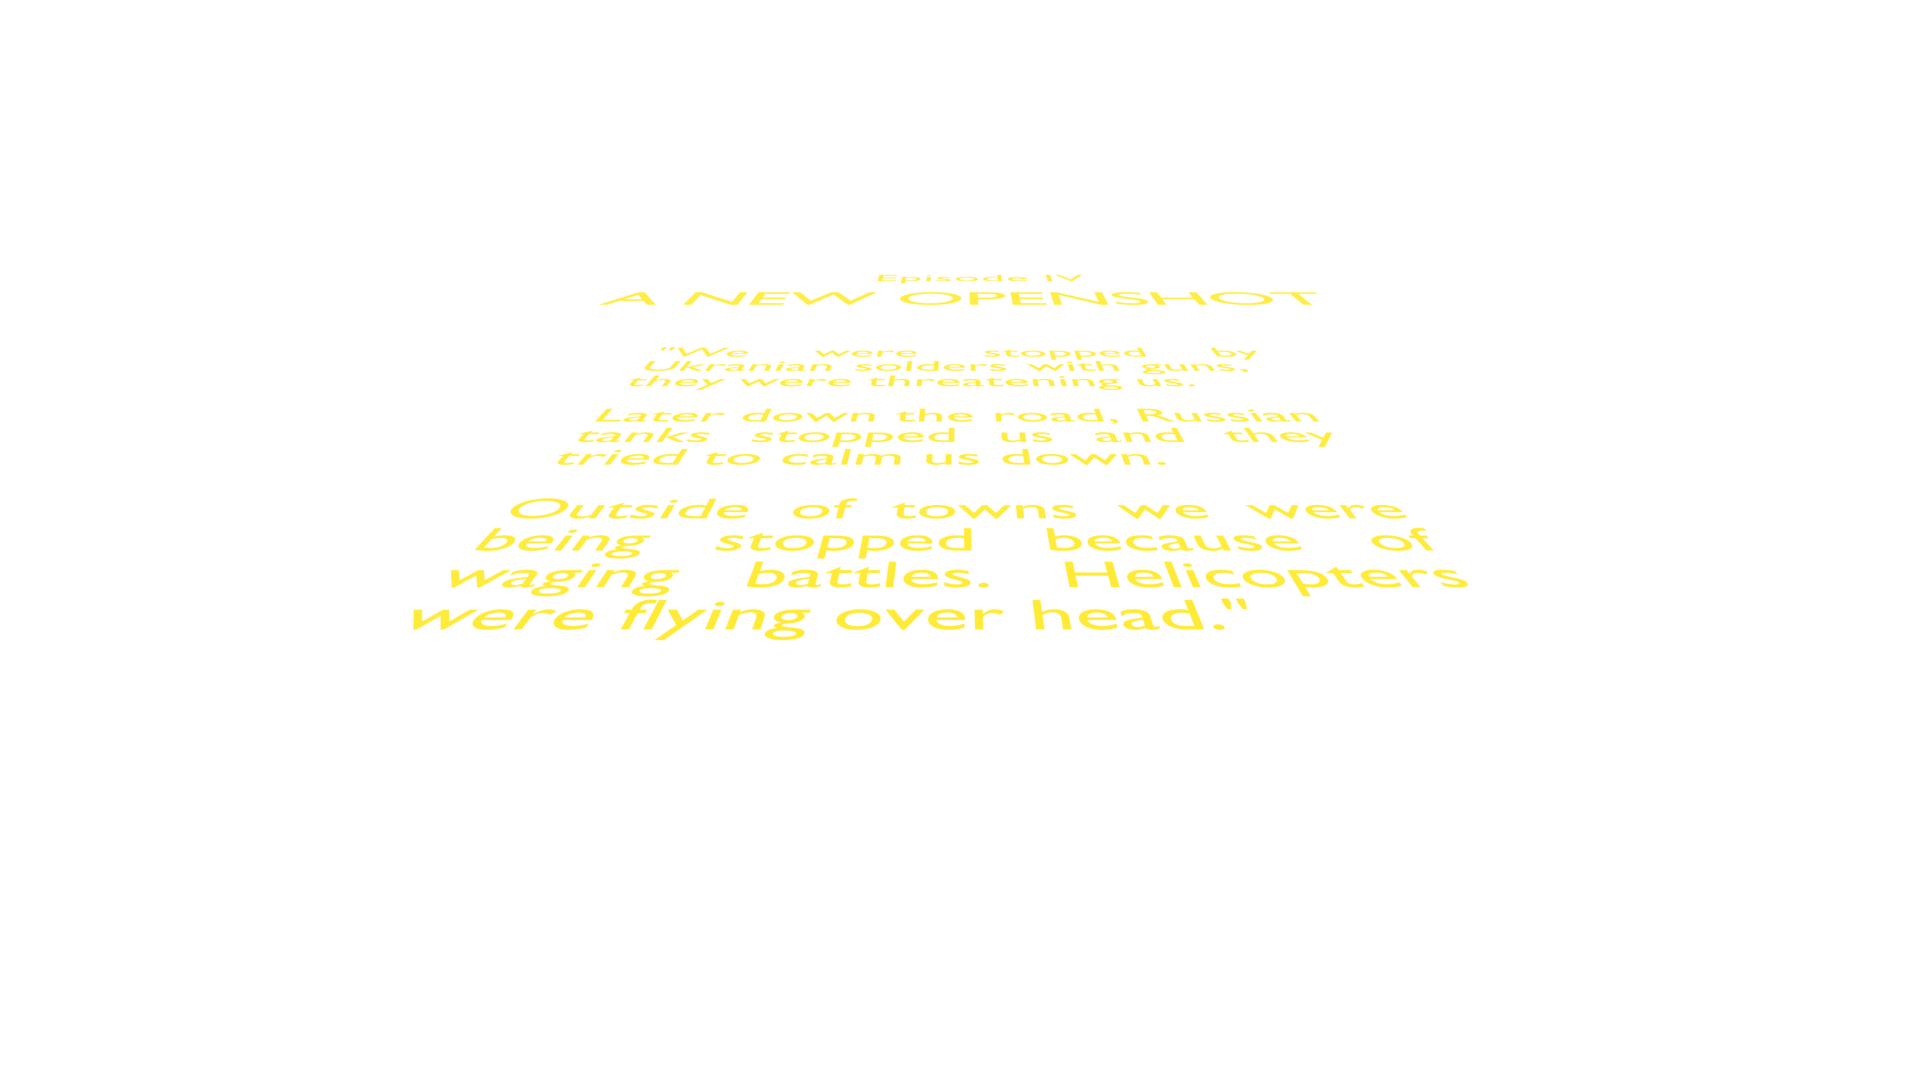 Episode IV
A NEW OPENSHOT
"We were stopped by
Ukranian solders with guns,
they were threatening us.
Later down the road, Russian
tanks stopped us and they
tried to calm us down.
Outside of towns we were
being stopped because of
waging battles. Helicopters
were flying over head."